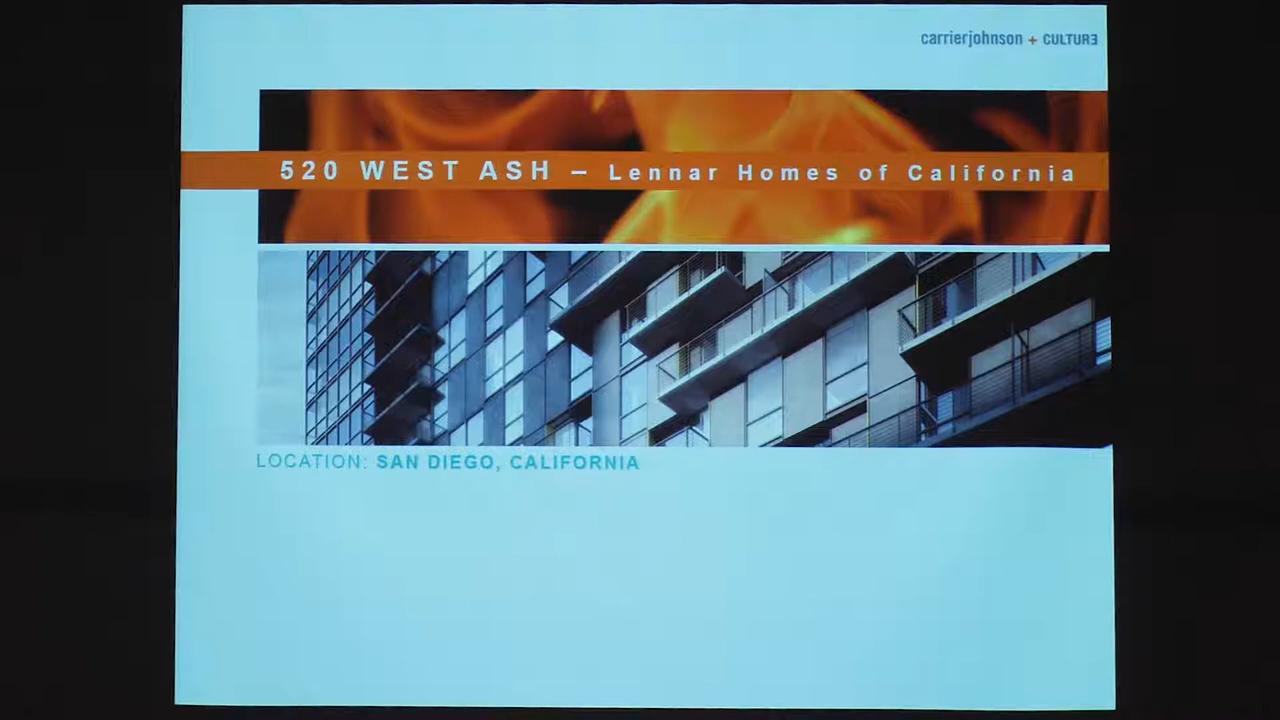 carrierjohnson + CULTURE
520 WEST ASH – Lennar Homes of California
LOCATION: SAN DIEGO, CALIFORNIA